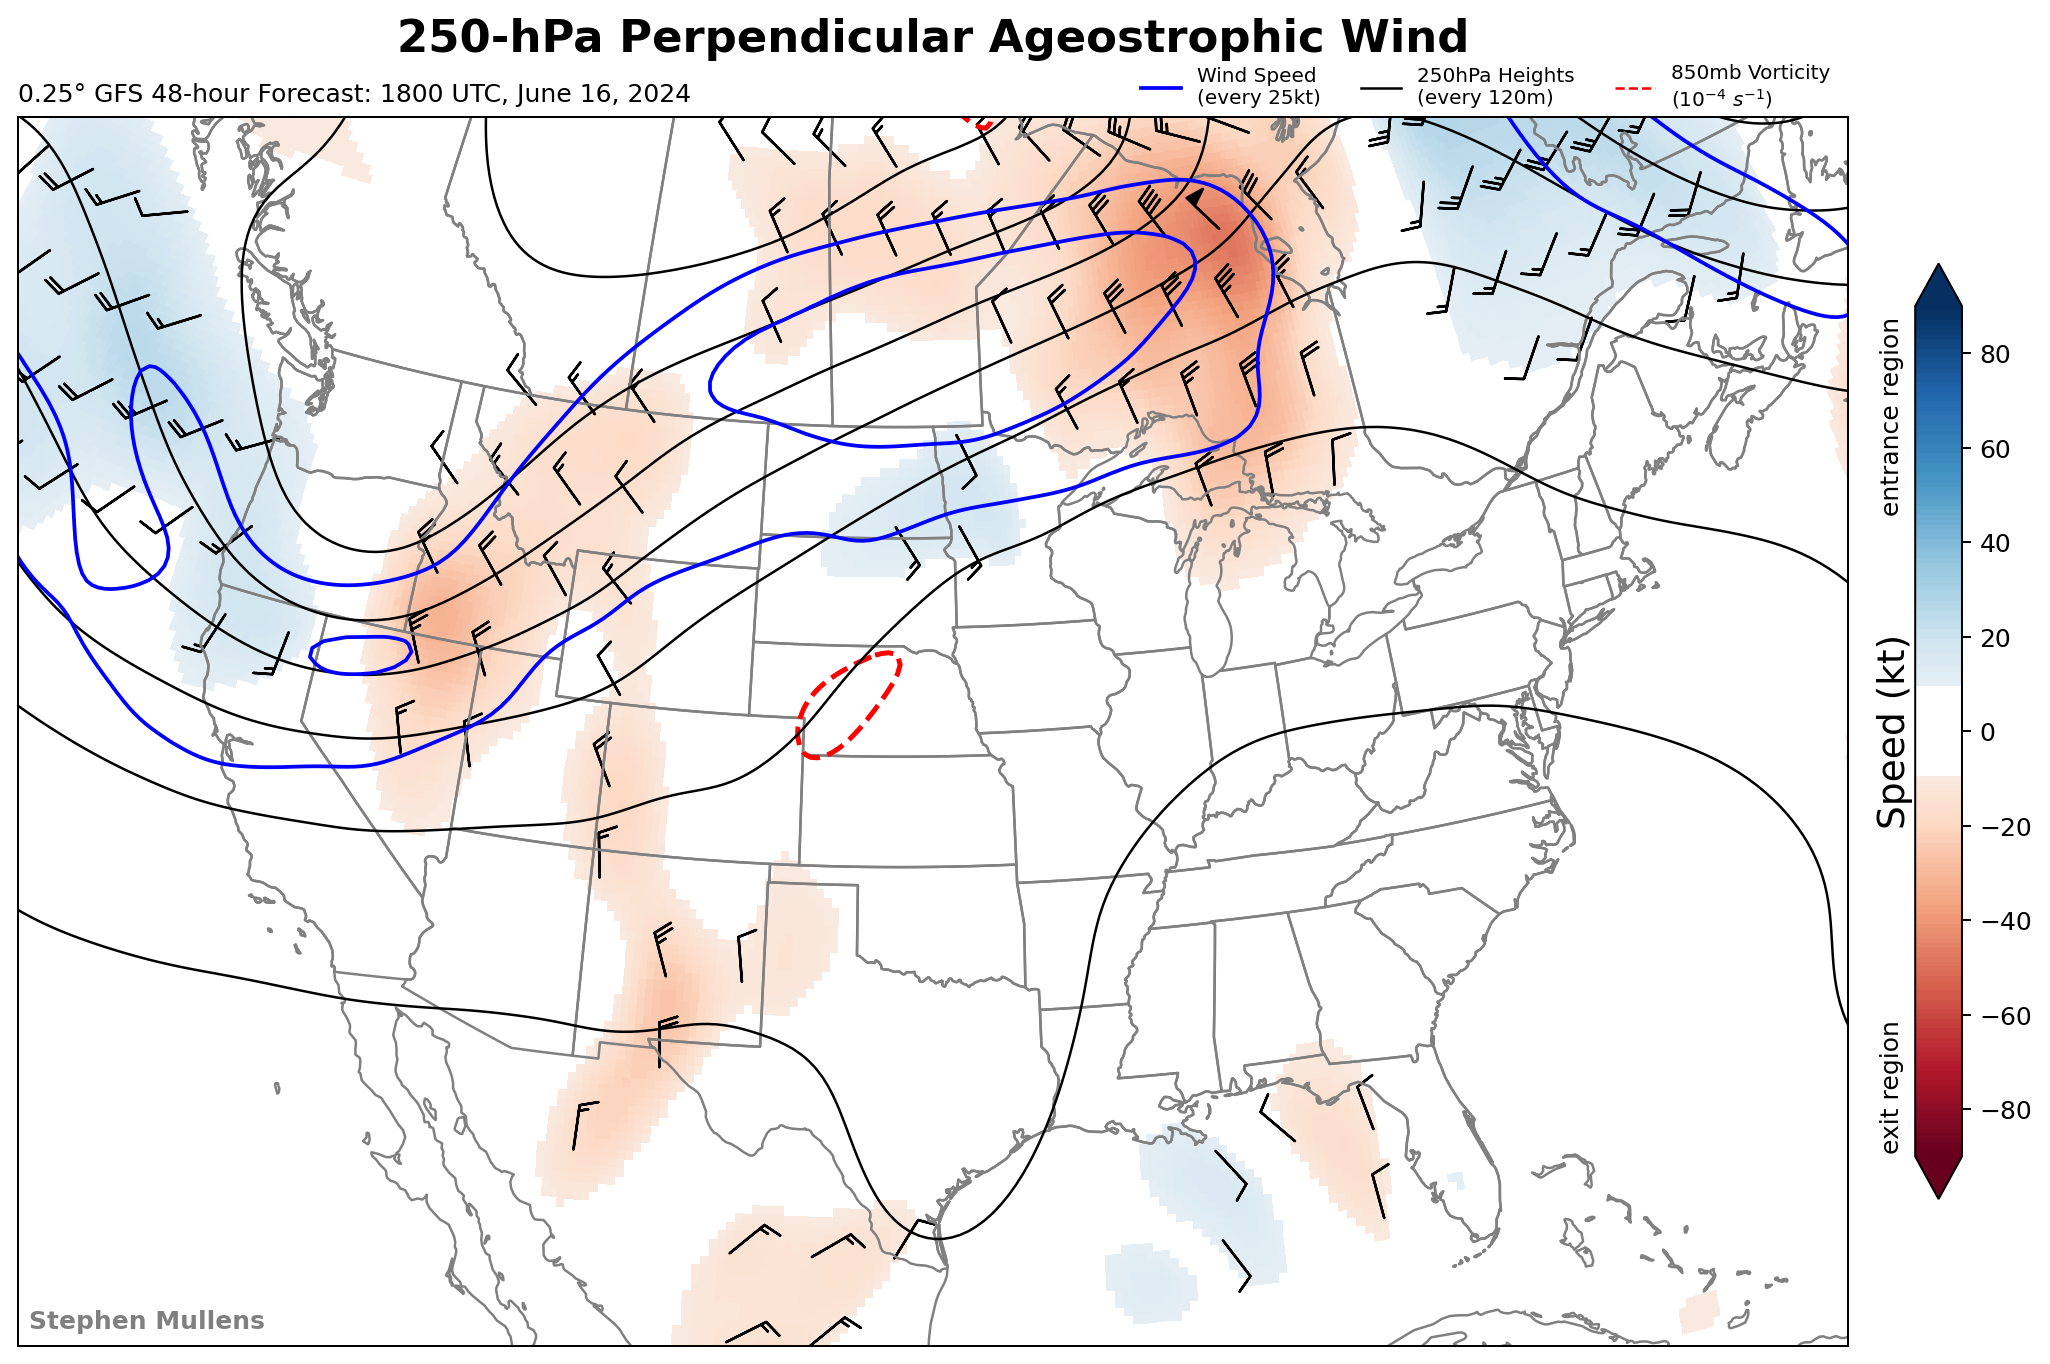 250-hPa Perpendicular Ageostrophic Wind
0.25° GFS 48-hour Forecast: 1800 UTC, June 16, 2024
Wind Speed
(every 25kt)
250hPa Heights
(every 120m)
850mb Vorticity
(10⁻⁴ s⁻¹)
entrance region
Speed (kt)
exit region
80
60
40
20
0
−20
−40
−60
−80
Stephen Mullens